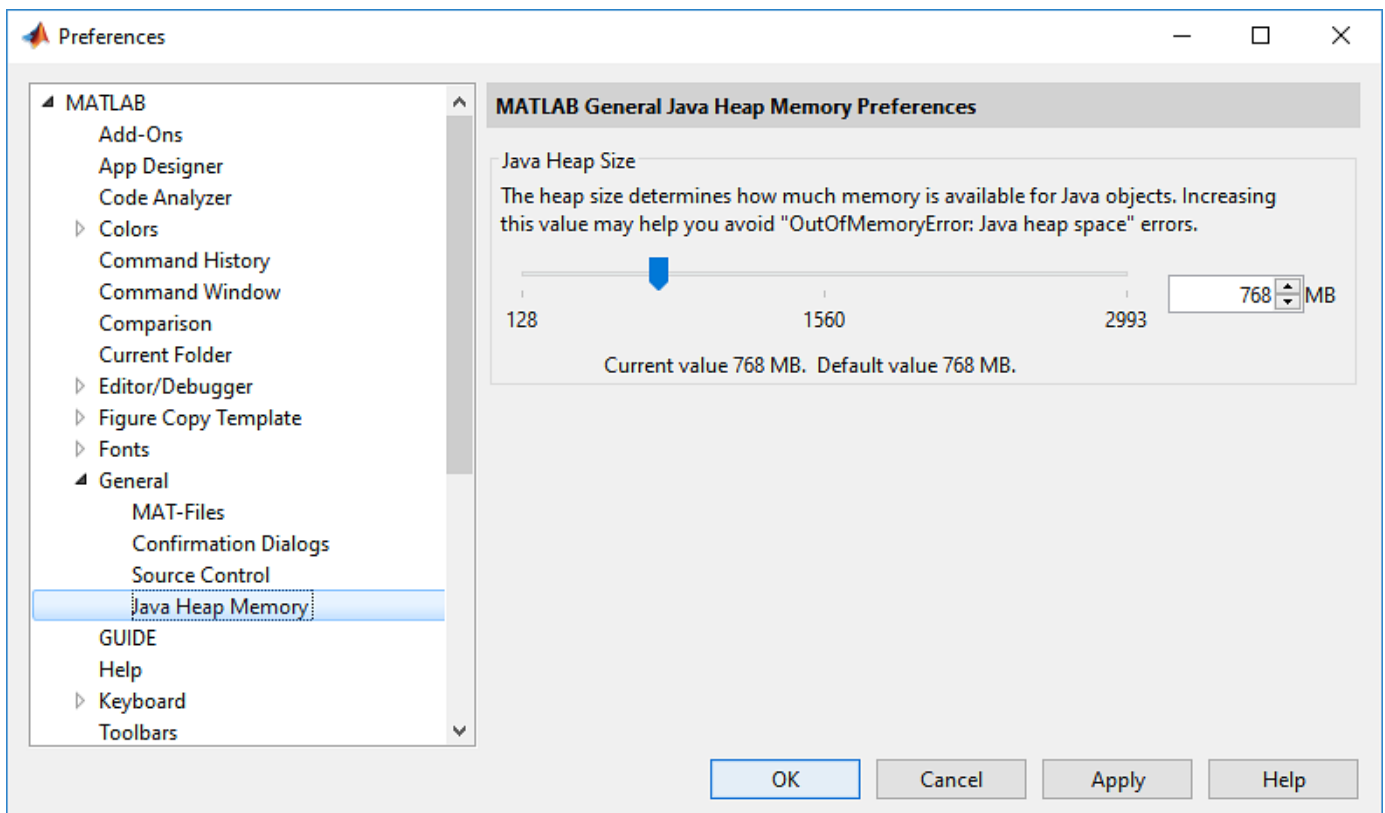 Preferences
MATLAB
Add-Ons
App Designer
Code Analyzer
Colors
Command History
Command Window
Comparison
Current Folder
Editor/Debugger
Figure Copy Template
Fonts
General
MAT-Files
Confirmation Dialogs
Source Control
Java Heap Memory
GUIDE
Help
Keyboard
Toolbars
MATLAB General Java Heap Memory Preferences
Java Heap Size
The heap size determines how much memory is available for Java objects. Increasing
this value may help you avoid "OutOfMemoryError: Java heap space" errors.
768 MB
128 1560 2993
Current value 768 MB. Default value 768 MB.
OK Cancel Apply Help